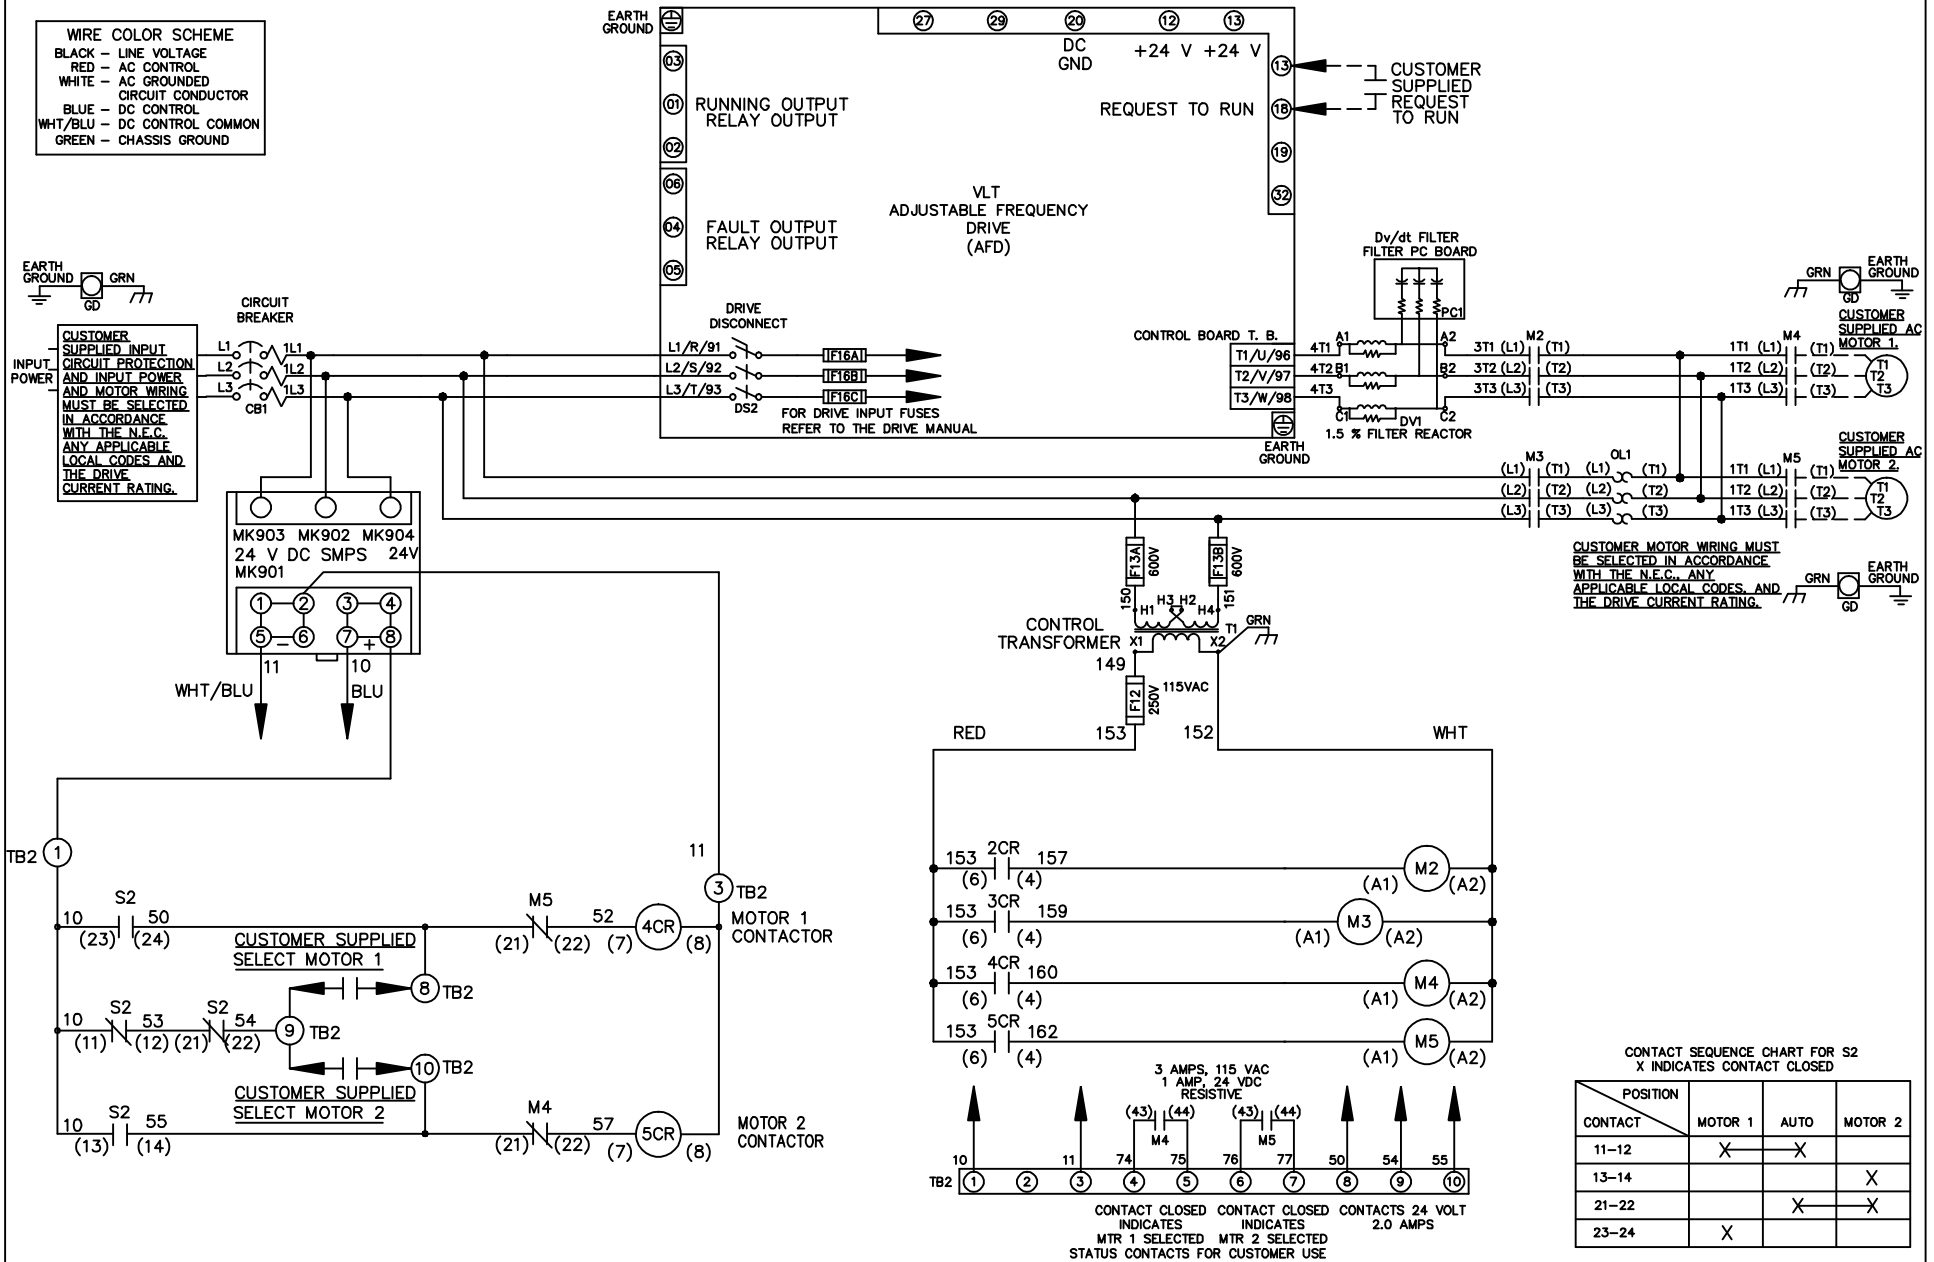 WIRE COLOR SCHEME
BLACK – LINE VOLTAGE
RED – AC CONTROL
WHITE – AC GROUNDED
CIRCUIT CONDUCTOR
BLUE – DC CONTROL
WHT/BLU – DC CONTROL COMMON
GREEN – CHASSIS GROUND
EARTH
GROUND
27 29 20 12 13
DC
GND
+24 V +24 V
03
01
02
RUNNING OUTPUT
RELAY OUTPUT
06
04
05
FAULT OUTPUT
RELAY OUTPUT
VLT
ADJUSTABLE FREQUENCY
DRIVE
(AFD)
REQUEST TO RUN
13
18
19
32
CUSTOMER
SUPPLIED
REQUEST
TO RUN
EARTH
GROUND
GRN
GD
CIRCUIT
BREAKER
INPUT
POWER
CUSTOMER
SUPPLIED INPUT
CIRCUIT PROTECTION
AND INPUT POWER
AND MOTOR WIRING
MUST BE SELECTED
IN ACCORDANCE
WITH THE N.E.C.
ANY APPLICABLE
LOCAL CODES AND
THE DRIVE
CURRENT RATING.
L1 1L1
L2 1L2
L3 1L3
CB1
DRIVE
DISCONNECT
L1/R/91 F16A
L2/S/92 F16B
L3/T/93 F16C
DS2
FOR DRIVE INPUT FUSES
REFER TO THE DRIVE MANUAL
CONTROL BOARD T. B.
T1/U/96
T2/V/97
T3/W/98
EARTH
GROUND
Dv/dt FILTER
FILTER PC BOARD
PC1
4T1 A1 A2
4T2 B1 B2
4T3 C1 C2
DV1
1.5 % FILTER REACTOR
M2
3T1 (L1) (T1)
3T2 (L2) (T2)
3T3 (L3) (T3)
M4
1T1 (L1) (T1)
1T2 (L2) (T2)
1T3 (L3) (T3)
GRN
GD
EARTH
GROUND
CUSTOMER
SUPPLIED AC
MOTOR 1.
T1
T2
T3
M3
(L1) (T1)
(L2) (T2)
(L3) (T3)
OL1
(L1) (T1)
(L2) (T2)
(L3) (T3)
M5
1T1 (L1) (T1)
1T2 (L2) (T2)
1T3 (L3) (T3)
CUSTOMER
SUPPLIED AC
MOTOR 2.
T1
T2
T3
CUSTOMER MOTOR WIRING MUST
BE SELECTED IN ACCORDANCE
WITH THE N.E.C., ANY
APPLICABLE LOCAL CODES, AND
THE DRIVE CURRENT RATING.
GRN
GD
EARTH
GROUND
MK903 MK902 MK904
24 V DC SMPS 24V
MK901
1 2 3 4
5 – 6 7 + 8
11 10
WHT/BLU BLU
F13A 600V
F13B 600V
150 151
H1 H3 H2 H4
CONTROL
TRANSFORMER
X1 X2 T1
GRN
149
F12 250V
115VAC
153 152
RED WHT
TB2 1
11
3 TB2
S2
10 50
(23) (24)
M5
(21) (22)
52
(7) 4CR (8)
MOTOR 1
CONTACTOR
CUSTOMER SUPPLIED
SELECT MOTOR 1
8 TB2
S2 S2
10 53 54
(11) (12) (21) (22)
9 TB2
10 TB2
CUSTOMER SUPPLIED
SELECT MOTOR 2
S2
10 55
(13) (14)
M4
(21) (22)
57
(7) 5CR (8)
MOTOR 2
CONTACTOR
153 2CR 157
(6) (4)
(A1) M2 (A2)
153 3CR 159
(6) (4)
(A1) M3 (A2)
153 4CR 160
(6) (4)
(A1) M4 (A2)
153 5CR 162
(6) (4)
(A1) M5 (A2)
3 AMPS, 115 VAC
1 AMP, 24 VDC
RESISTIVE
(43) (44) (43) (44)
M4 M5
10 11 74 75 76 77 50 54 55
TB2 1 2 3 4 5 6 7 8 9 10
CONTACT CLOSED
INDICATES
MTR 1 SELECTED
CONTACT CLOSED
INDICATES
MTR 2 SELECTED
STATUS CONTACTS FOR CUSTOMER USE
CONTACTS 24 VOLT
2.0 AMPS
CONTACT SEQUENCE CHART FOR S2
X INDICATES CONTACT CLOSED
POSITION
CONTACT MOTOR 1 AUTO MOTOR 2
11–12 X X
13–14 X
21–22 X X
23–24 X